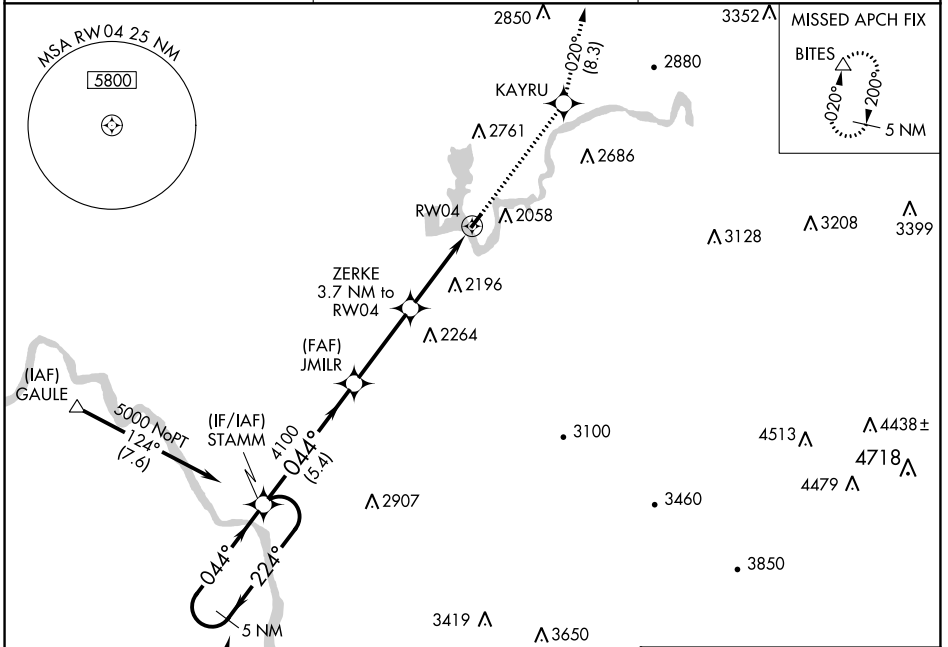 MSA RW04 25 NM
5800
2850
3352
MISSED APCH FIX
BITES
020°
200°
5 NM
020°
(8.3)
2880
KAYRU
2761
2686
RW04
2058
3128
3208
3399
ZERKE
3.7 NM to
RW04
2196
2264
(FAF)
JMILR
(IAF)
GAULE
5000 NoPT
124°
(7.6)
(IF/IAF)
STAMM
4100
044°
(5.4)
3100
4513
4438±
4718
4479
2907
3460
044°
224°
5 NM
3850
3419
3650